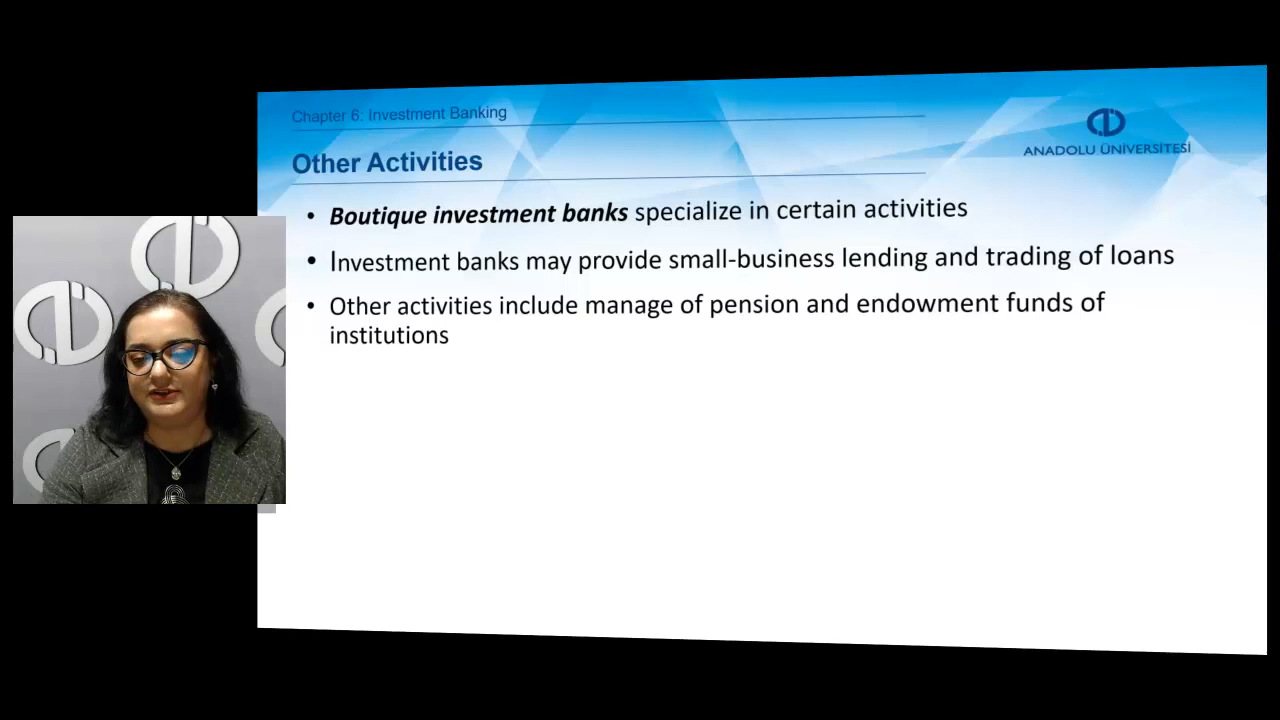 Chapter 6: Investment Banking
Other Activities
ANADOLU ÜNİVERSİTESİ
• Boutique investment banks specialize in certain activities
• Investment banks may provide small-business lending and trading of loans
• Other activities include manage of pension and endowment funds of
institutions